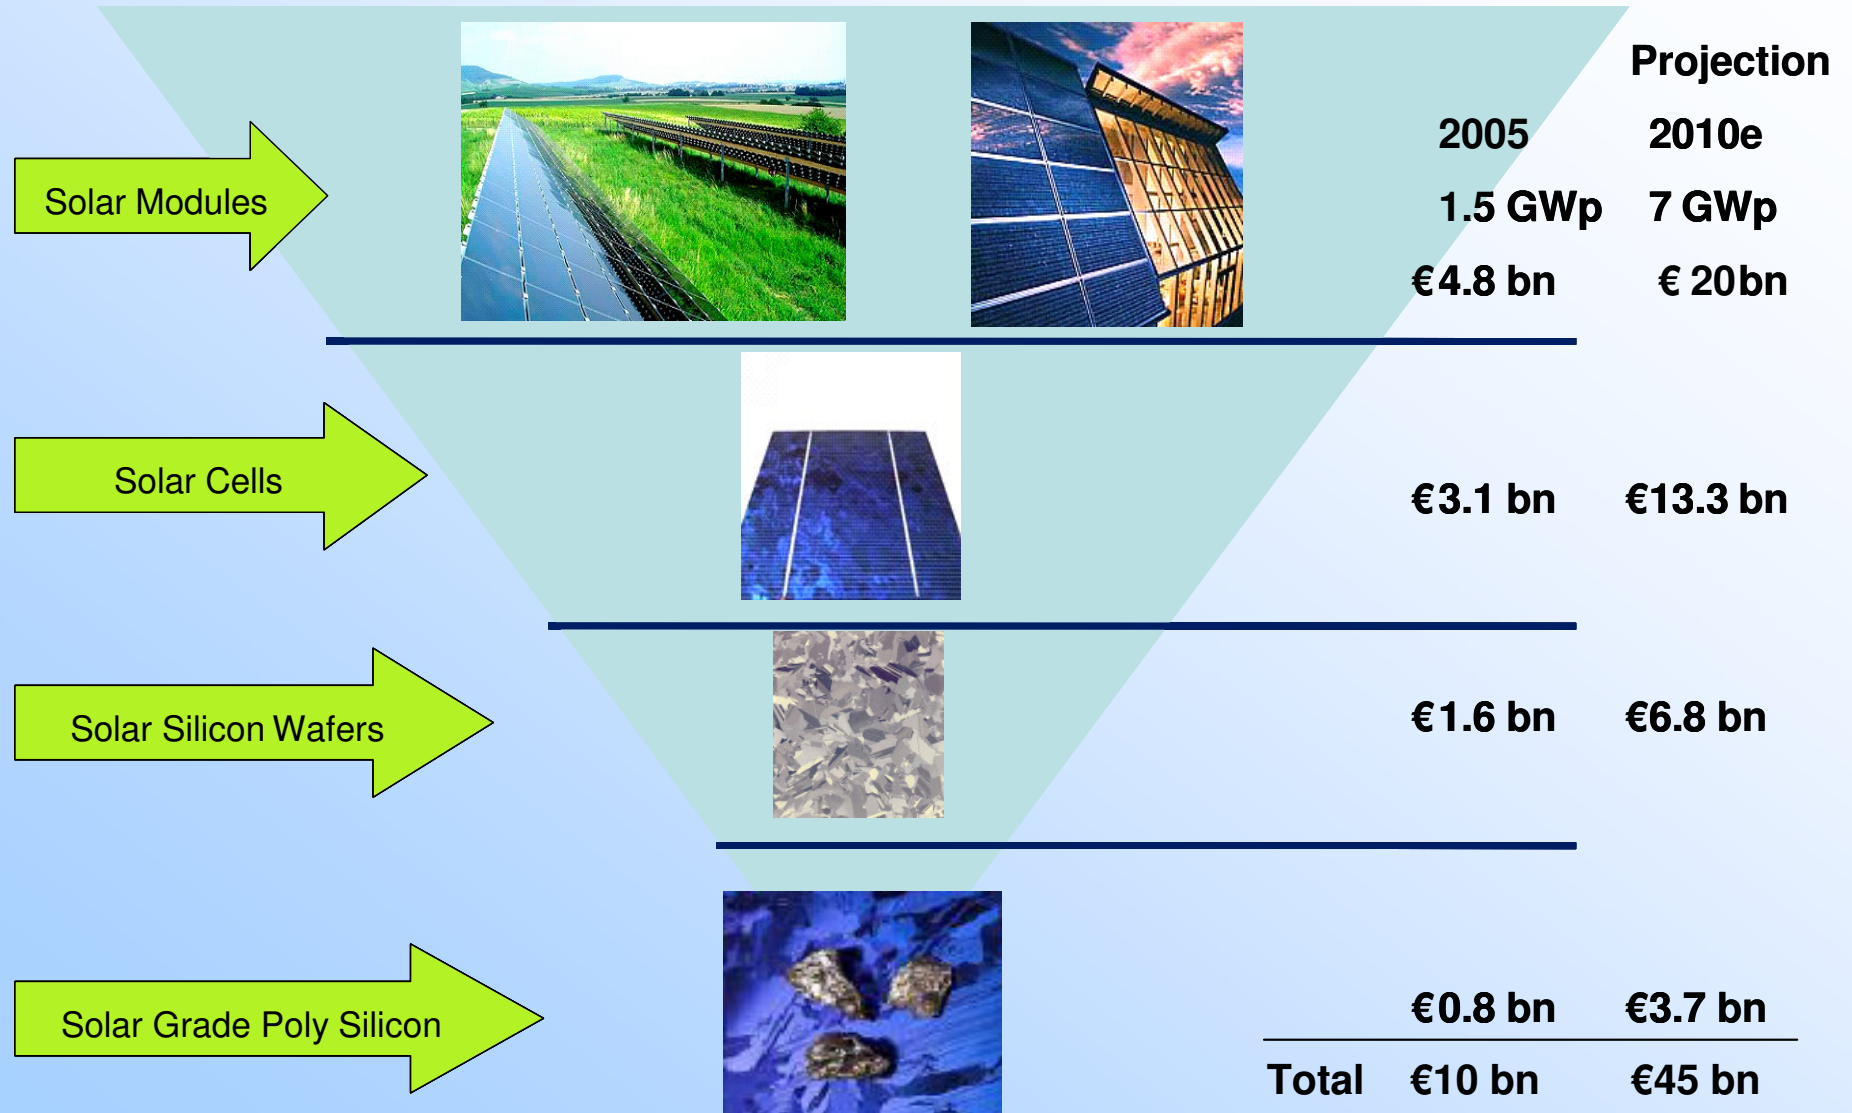 Projection
2005 2010e
Solar Modules
1.5 GWp 7 GWp
€4.8 bn € 20bn
Solar Cells
€3.1 bn €13.3 bn
Solar Silicon Wafers
€1.6 bn €6.8 bn
Solar Grade Poly Silicon
€0.8 bn €3.7 bn
Total €10 bn €45 bn